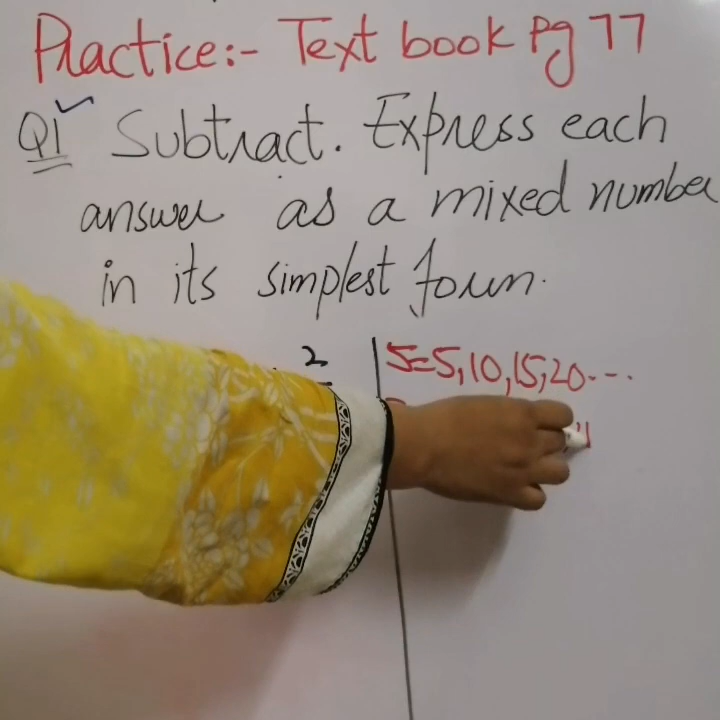 Practice:- Text book Pg 77
Q1 Subtract. Express each
answer as a mixed number
in its simplest form.
2
5=5,10,15,20...